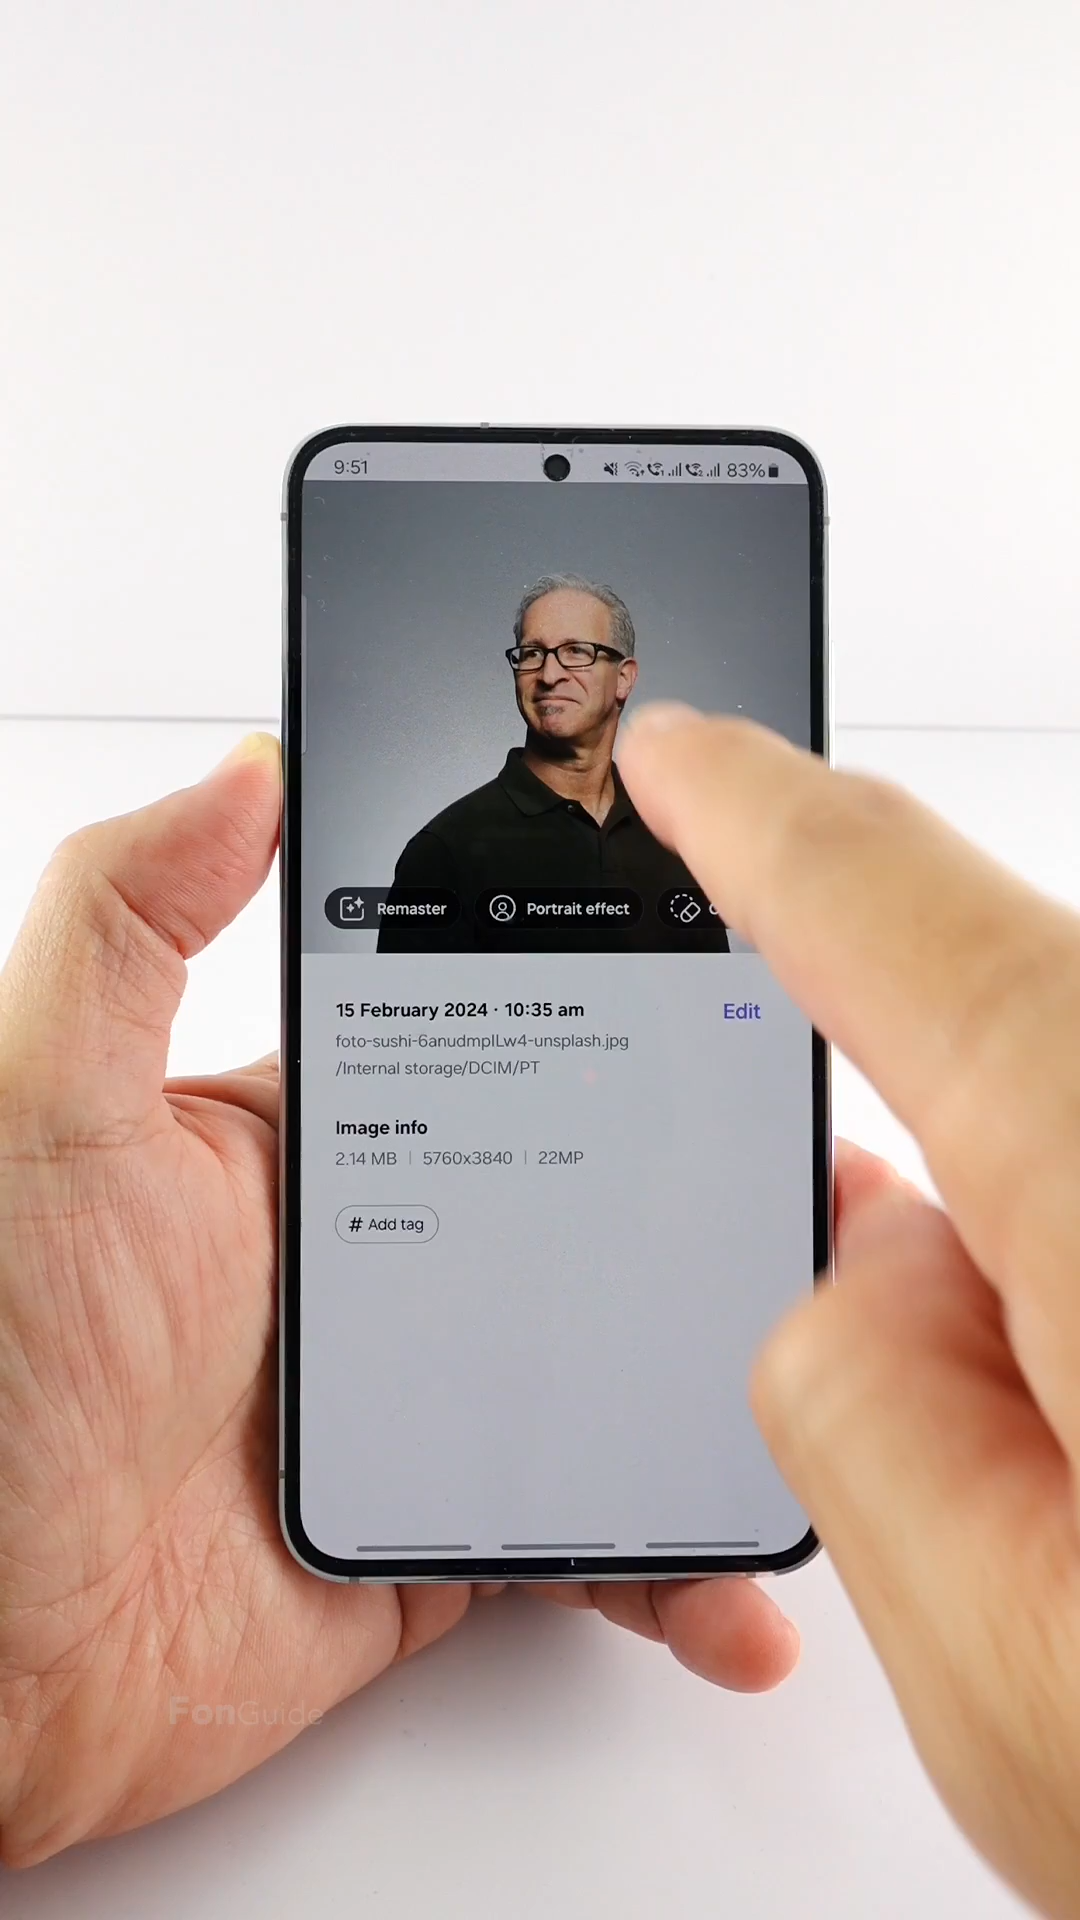 9:51
83%
Remaster
Portrait effect
15 February 2024 · 10:35 am
Edit
foto-sushi-6anudmpILw4-unsplash.jpg
/Internal storage/DCIM/PT
Image info
2.14 MB | 5760x3840 | 22MP
# Add tag
FonGuide